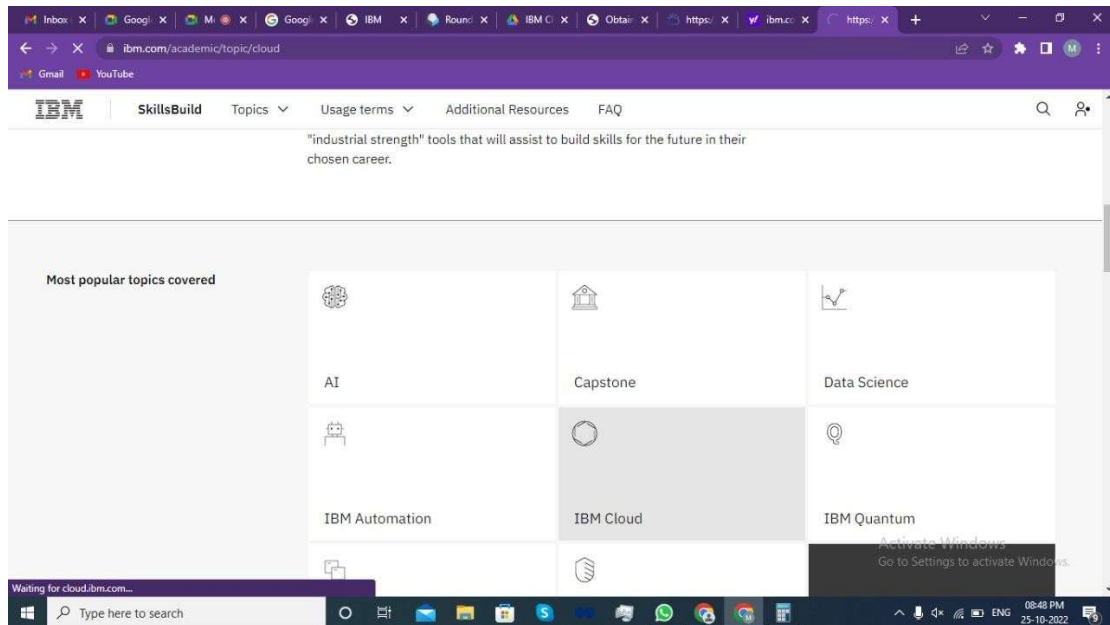 Inbox
Googl
M
Googl
IBM
Round
IBM Cl
Obtain
https:/
ibm.co
https:/
ibm.com/academic/topic/cloud
M
Gmail
YouTube
IBM
SkillsBuild
Topics
Usage terms
Additional Resources
FAQ
"industrial strength" tools that will assist to build skills for the future in their
chosen career.
Most popular topics covered
AI
Capstone
Data Science
IBM Automation
IBM Cloud
IBM Quantum
Activate Windows
Go to Settings to activate Windows.
Waiting for cloud.ibm.com...
Type here to search
ENG
08:48 PM
25-10-2022